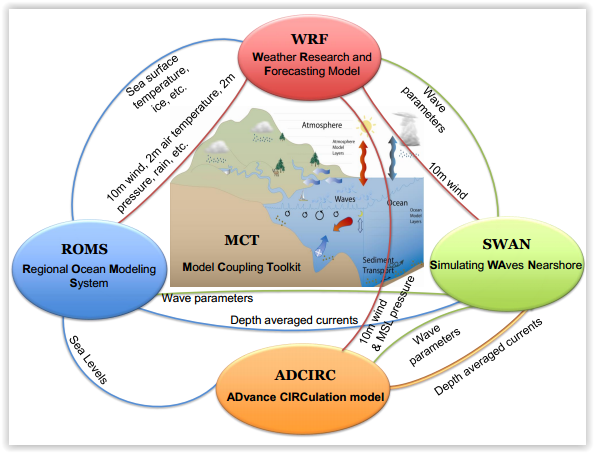 WRF
Weather Research and
Forecasting Model
Sea surface
temperature,
ice, etc.
10m wind, 2m air temperature, 2m
pressure, rain, etc.
Wave
parameters
10m wind
Atmosphere
Atmosphere
Model
Layers
Waves
Ocean
Ocean
Model
Layers
MCT
Model Coupling Toolkit
Sediment
Transport
ROMS
Regional Ocean Modeling
System
SWAN
Simulating WAves Nearshore
Wave parameters
Depth averaged currents
10m wind
& MSL pressure
Wave
parameters
Depth averaged currents
Sea Levels
ADCIRC
ADvance CIRCulation model